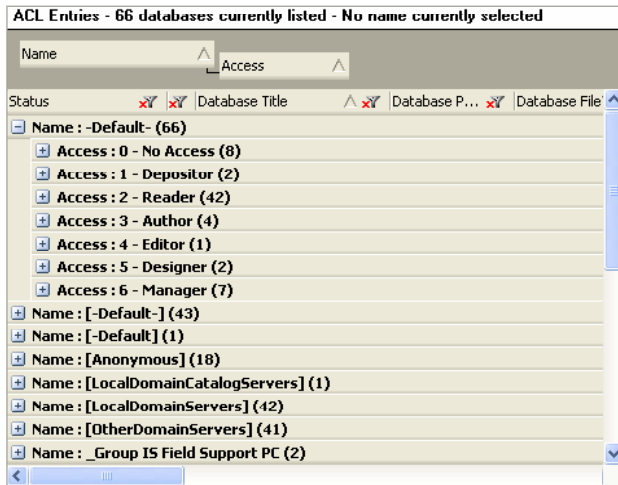 ACL Entries - 66 databases currently listed - No name currently selected
Name
Access
Status Database Title Database P... Database File
Name : -Default- (66)
Access : 0 - No Access (8)
Access : 1 - Depositor (2)
Access : 2 - Reader (42)
Access : 3 - Author (4)
Access : 4 - Editor (1)
Access : 5 - Designer (2)
Access : 6 - Manager (7)
Name : [-Default-] (43)
Name : [-Default] (1)
Name : [Anonymous] (18)
Name : [LocalDomainCatalogServers] (1)
Name : [LocalDomainServers] (42)
Name : [OtherDomainServers] (41)
Name : _Group IS Field Support PC (2)